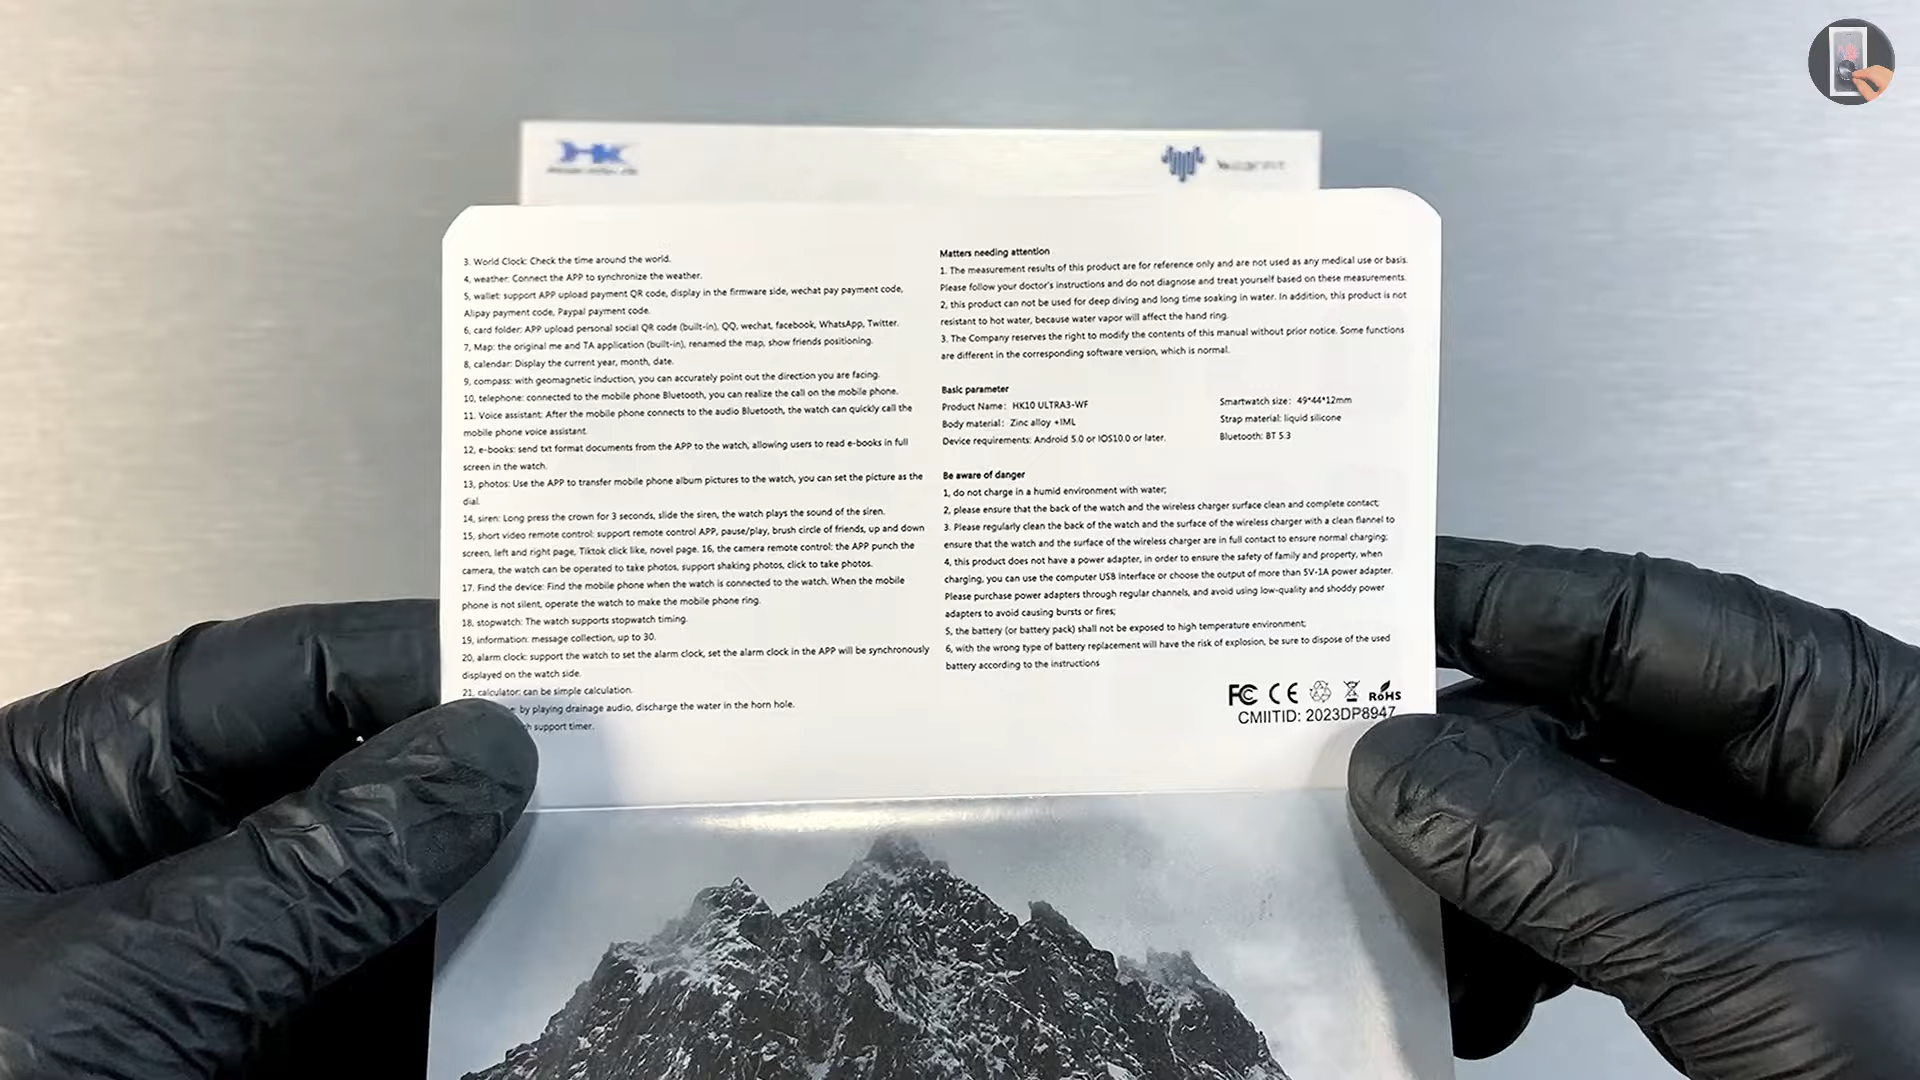 HK
3. World Clock: Check the time around the world.
4, weather: Connect the APP to synchronize the weather.
5, wallet: support APP upload payment QR code, display in the firmware side, wechat pay payment code,
Alipay payment code, Paypal payment code.
6, card folder: APP upload personal social QR code (built-in), QQ, wechat, facebook, WhatsApp, Twitter.
7, Map: the original me and TA application (built-in), renamed the map, show friends positioning.
8, calendar: Display the current year, month, date.
9, compass: with geomagnetic induction, you can accurately point out the direction you are facing.
10, telephone: connected to the mobile phone Bluetooth, you can realize the call on the mobile phone.
11. Voice assistant: After the mobile phone connects to the audio Bluetooth, the watch can quickly call the
mobile phone voice assistant.
12, e-books: send txt format documents from the APP to the watch, allowing users to read e-books in full
screen in the watch.
13, photos: Use the APP to transfer mobile phone album pictures to the watch, you can set the picture as the
dial.
14, siren: Long press the crown for 3 seconds, slide the siren, the watch plays the sound of the siren.
15, short video remote control: support remote control APP, pause/play, brush circle of friends, up and down
screen, left and right page, Tiktok click like, novel page. 16, the camera remote control: the APP punch the
camera, the watch can be operated to take photos, support shaking photos, click to take photos.
17. Find the device: Find the mobile phone when the watch is connected to the watch. When the mobile
phone is not silent, operate the watch to make the mobile phone ring.
18, stopwatch: The watch supports stopwatch timing.
19, information: message collection, up to 30.
20, alarm clock: support the watch to set the alarm clock, set the alarm clock in the APP will be synchronously
displayed on the watch side.
21, calculator: can be simple calculation.
by playing drainage audio, discharge the water in the horn hole.
support timer.
Matters needing attention
1. The measurement results of this product are for reference only and are not used as any medical use or basis.
Please follow your doctor's instructions and do not diagnose and treat yourself based on these measurements.
2, this product can not be used for deep diving and long time soaking in water. In addition, this product is not
resistant to hot water, because water vapor will affect the hand ring.
3. The Company reserves the right to modify the contents of this manual without prior notice. Some functions
are different in the corresponding software version, which is normal.
Basic parameter
Product Name: HK10 ULTRA3-WF
Body material: Zinc alloy +IML
Device requirements: Android 5.0 or IOS10.0 or later.
Smartwatch size: 49*44*12mm
Strap material: liquid silicone
Bluetooth: BT 5.3
Be aware of danger
1, do not charge in a humid environment with water;
2, please ensure that the back of the watch and the wireless charger surface clean and complete contact;
3. Please regularly clean the back of the watch and the surface of the wireless charger with a clean flannel to
ensure that the watch and the surface of the wireless charger are in full contact to ensure normal charging;
4, this product does not have a power adapter, in order to ensure the safety of family and property, when
charging, you can use the computer USB interface or choose the output of more than 5V-1A power adapter.
Please purchase power adapters through regular channels, and avoid using low-quality and shoddy power
adapters to avoid causing bursts or fires;
5, the battery (or battery pack) shall not be exposed to high temperature environment;
6, with the wrong type of battery replacement will have the risk of explosion, be sure to dispose of the used
battery according to the instructions
FC CE RoHS
CMIITID: 2023DP8947